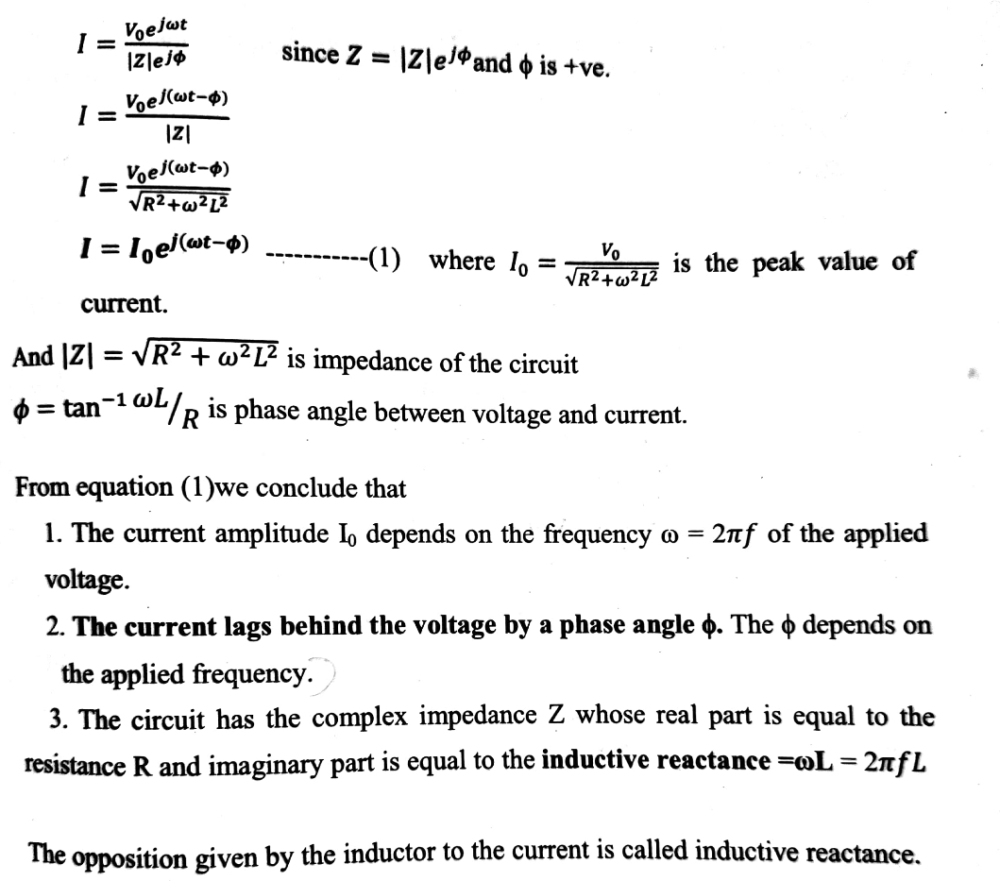 I = V₀e^{jωt} / |Z|e^{jϕ} since Z = |Z|e^{jϕ} and ϕ is +ve.
I = V₀e^{j(ωt−ϕ)} / |Z|
I = V₀e^{j(ωt−ϕ)} / √R²+ω²L²
I = I₀e^{j(ωt−ϕ)} -----------(1) where I₀ = V₀ / √R²+ω²L² is the peak value of
current.
And |Z| = √R² + ω²L² is impedance of the circuit
ϕ = tan⁻¹ ωL/R is phase angle between voltage and current.
From equation (1)we conclude that
1. The current amplitude I₀ depends on the frequency ω = 2πf of the applied
voltage.
2. The current lags behind the voltage by a phase angle ϕ. The ϕ depends on
the applied frequency.
3. The circuit has the complex impedance Z whose real part is equal to the
resistance R and imaginary part is equal to the inductive reactance =ωL = 2πfL
The opposition given by the inductor to the current is called inductive reactance.